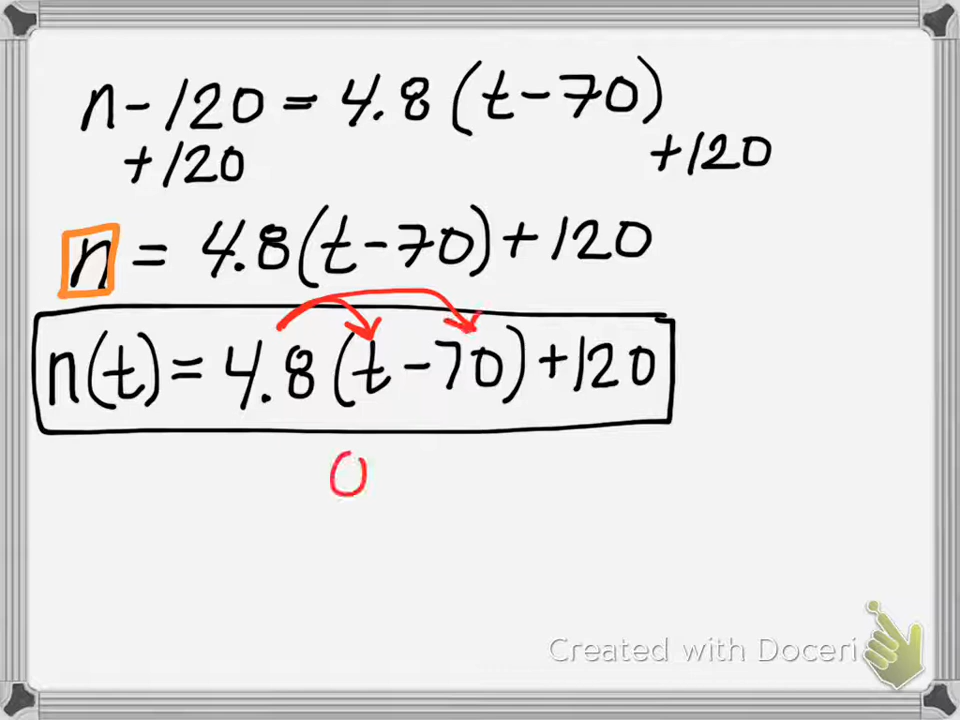 n - 120 = 4.8 (t - 70)
+120 +120
n = 4.8(t - 70) + 120
n(t) = 4.8 (t - 70) + 120
0
Created with Doceri